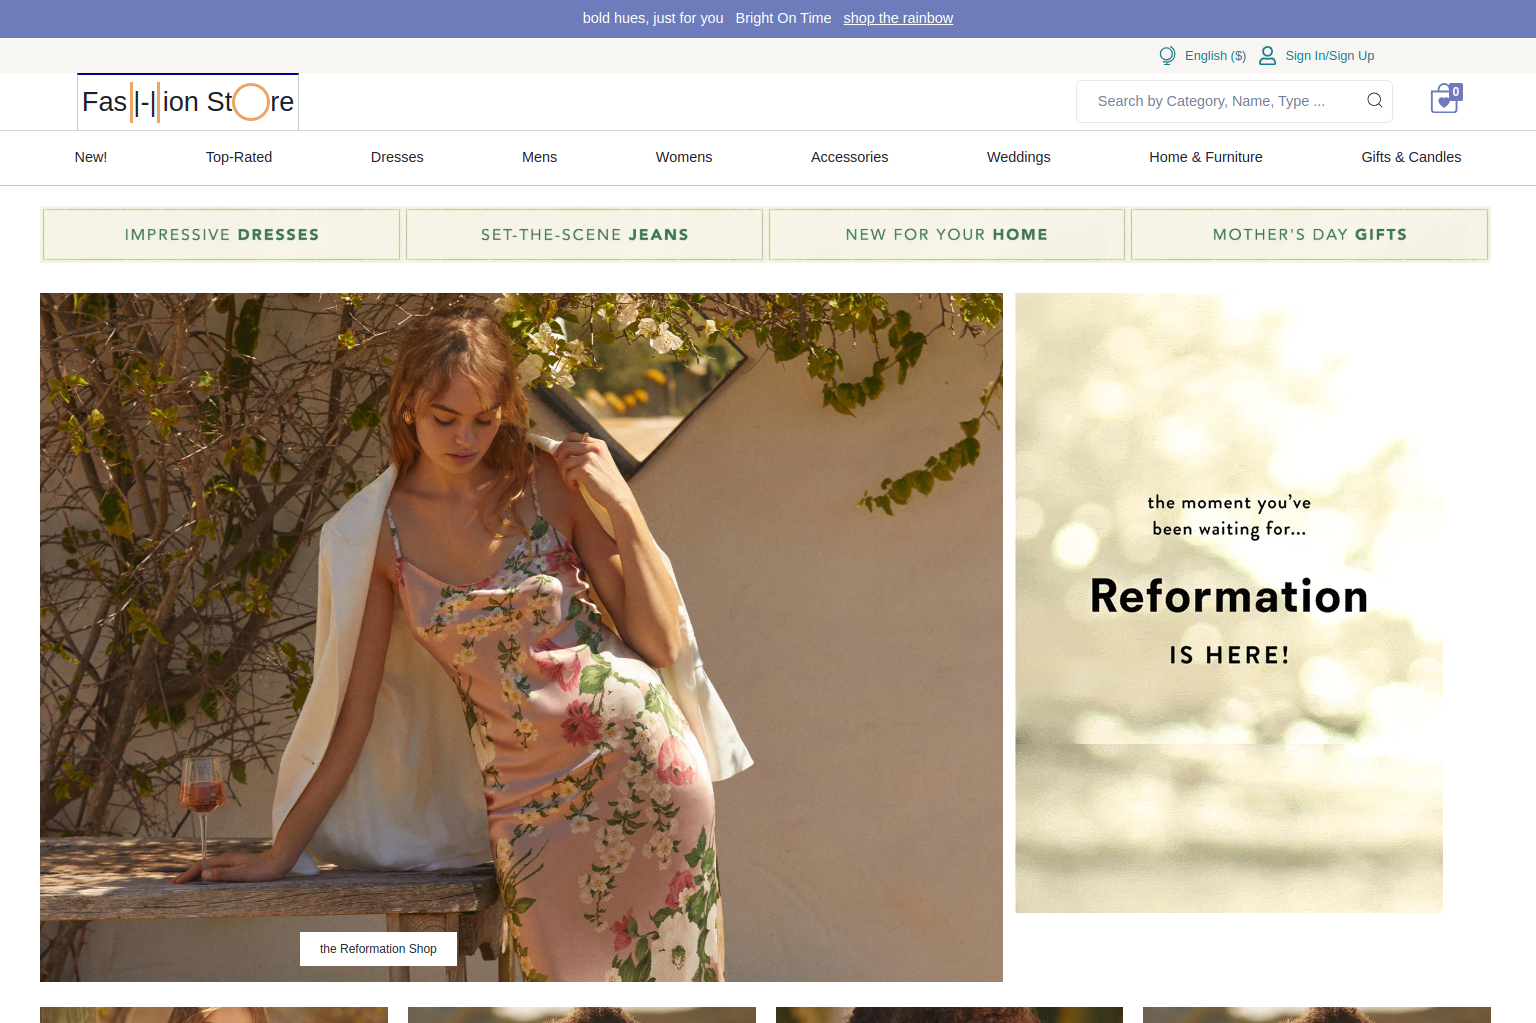 bold hues, just for you Bright On Time shop the rainbow
English ($) Sign In/Sign Up
Fas|-|ion StOre
Search by Category, Name, Type ...
0
New! Top-Rated Dresses Mens Womens Accessories Weddings Home & Furniture Gifts & Candles
IMPRESSIVE DRESSES SET-THE-SCENE JEANS NEW FOR YOUR HOME MOTHER'S DAY GIFTS
the moment you've
been waiting for...
Reformation
IS HERE!
the Reformation Shop